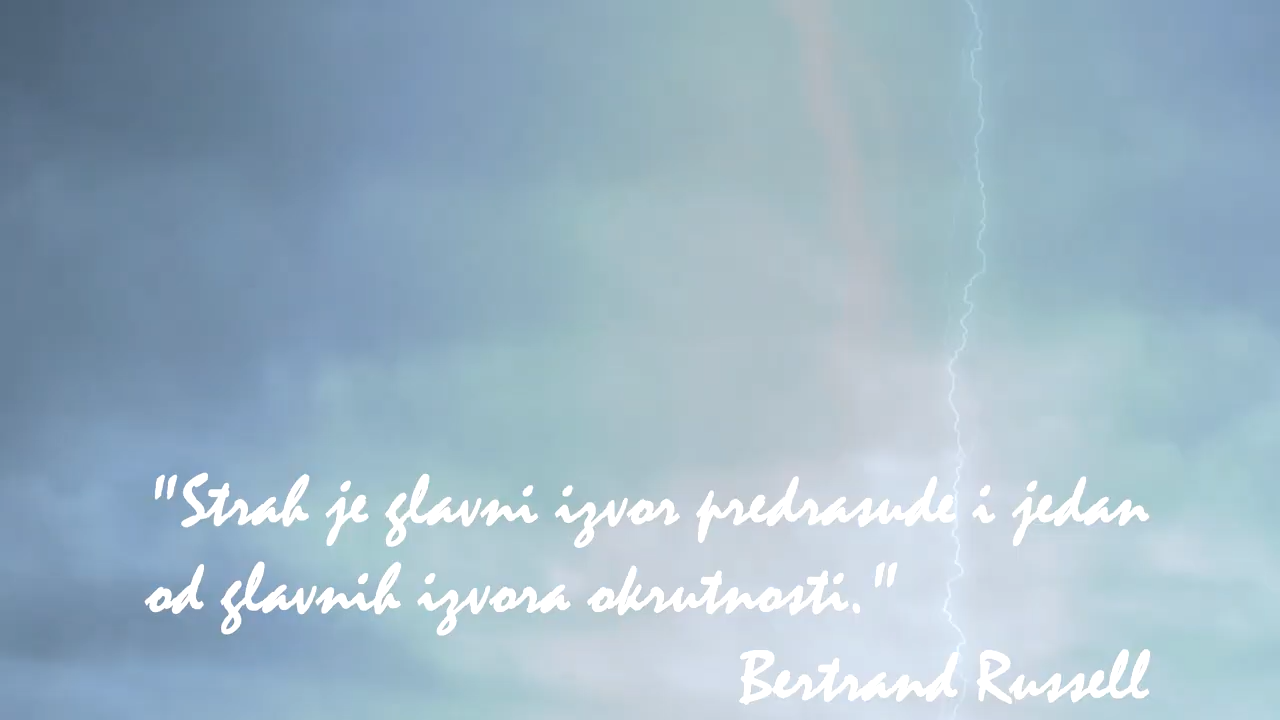 "Strah je glavni izvor predrasude i jedan
od glavnih izvora okrutnosti."
Bertrand Russell